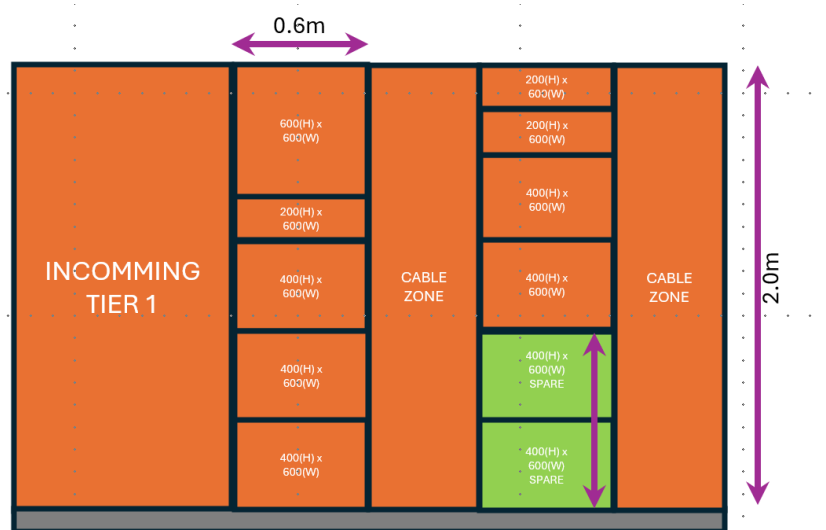 0.6m
INCOMMING
TIER 1
600(H) x
600(W)
200(H) x
600(W)
400(H) x
600(W)
400(H) x
600(W)
400(H) x
600(W)
CABLE
ZONE
200(H) x
600(W)
200(H) x
600(W)
400(H) x
600(W)
400(H) x
600(W)
400(H) x
600(W)
SPARE
400(H) x
600(W)
SPARE
CABLE
ZONE
2.0m